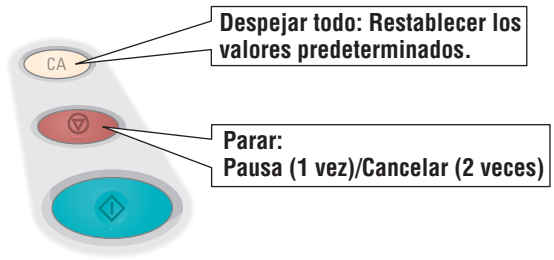 Despejar todo: Restablecer los
valores predeterminados.
CA
Parar:
Pausa (1 vez)/Cancelar (2 veces)